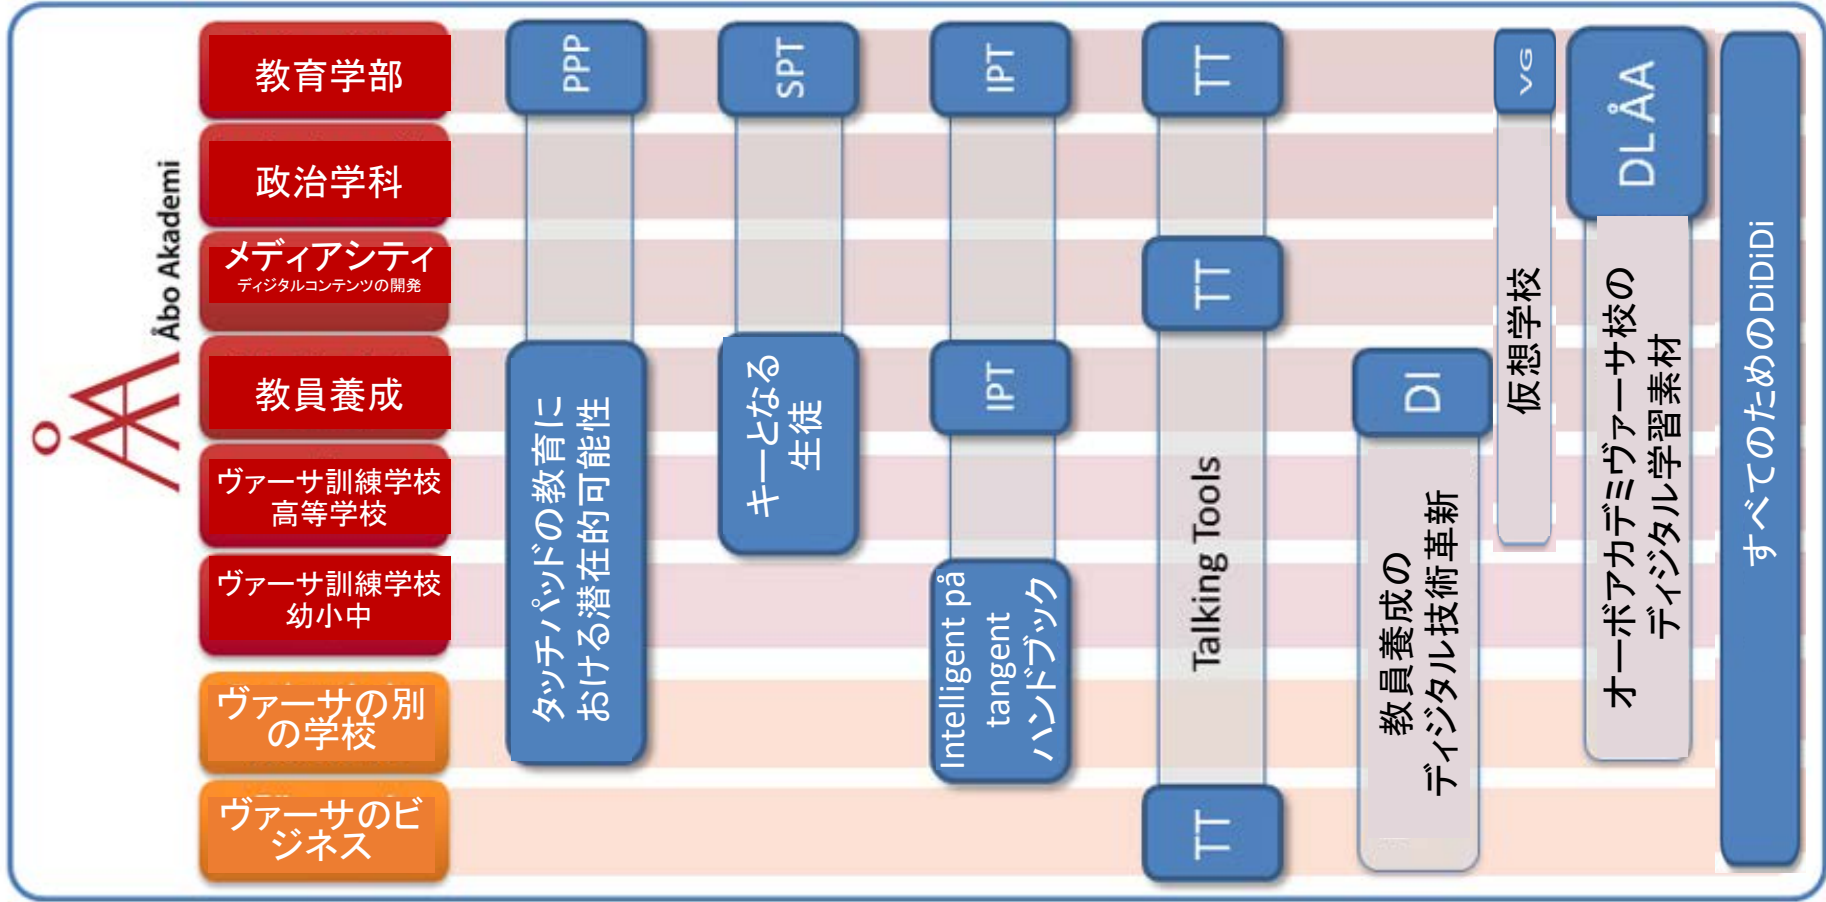 Åbo Akademi
教育学部
政治学科
メディアシティ
ディジタルコンテンツの開発
教員養成
ヴァーサ訓練学校
高等学校
ヴァーサ訓練学校
幼小中
ヴァーサの別
の学校
ヴァーサのビ
ジネス
PPP
タッチパッドの教育に
おける潜在的可能性
SPT
キーとなる
生徒
IPT
IPT
Intelligent på
tangent
ハンドブック
TT
TT
Talking Tools
TT
DI
教員養成の
ディジタル技術革新
VG
仮想学校
DLÅA
オーボアカデミヴァーサ校の
ディジタル学習素材
すべてのためのDiDiDiDi